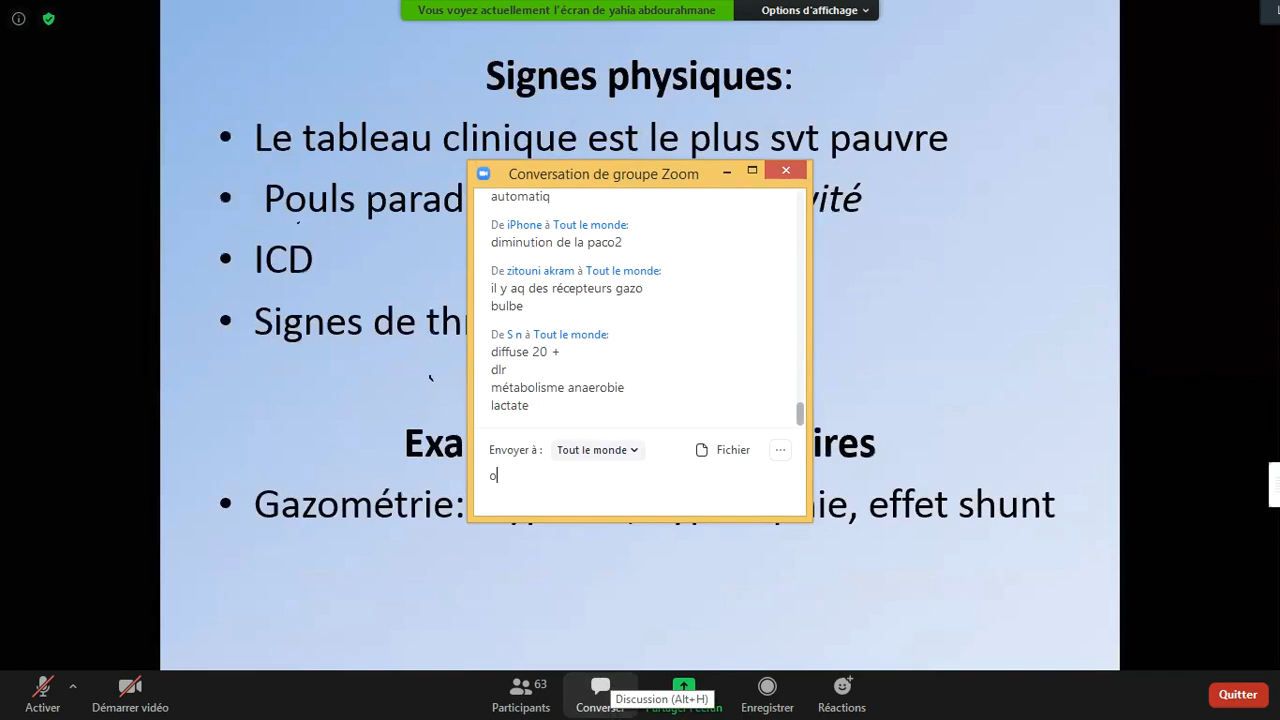 Vous voyez actuellement l'écran de yahia abdourahmane
Options d'affichage
Signes physiques:
• Le tableau clinique est le plus svt pauvre
• Pouls parad
vité
• ICD
• Signes de thr
Exa
ires
• Gazométrie:
ie, effet shunt
Conversation de groupe Zoom
automatiq
De iPhone à Tout le monde:
diminution de la paco2
De zitouni akram à Tout le monde:
il y aq des récepteurs gazo
bulbe
De S n à Tout le monde:
diffuse 20 +
dlr
métabolisme anaerobie
lactate
Envoyer à :
Tout le monde
Fichier
o
Activer
Démarrer vidéo
63
Participants
Converser
Discussion (Alt+H)
Enregistrer
Réactions
Quitter